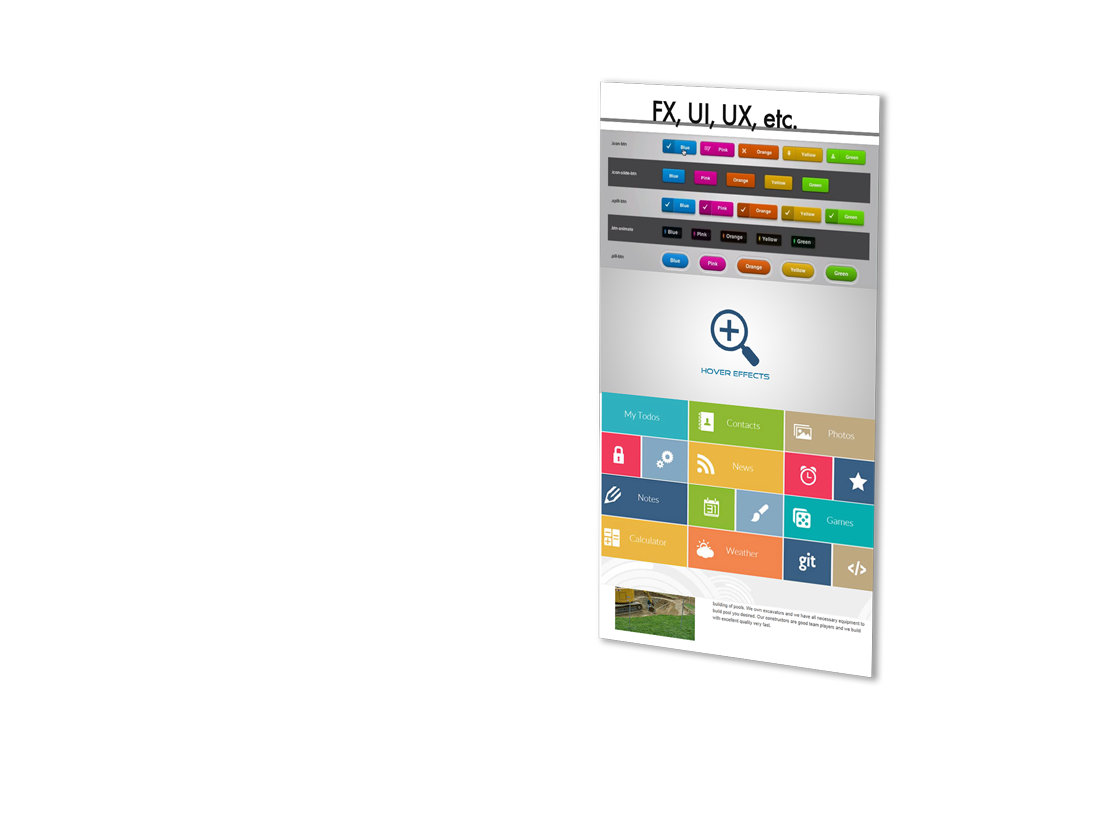 FX, UI, UX, etc.
.icon-btn
Blue
Pink
Orange
Yellow
Green
.icon-slide-btn
Blue
Pink
Orange
Yellow
Green
.split-btn
Blue
Pink
Orange
Yellow
Green
.btn-animate
Blue
Pink
Orange
Yellow
Green
.pill-btn
Blue
Pink
Orange
Yellow
Green
HOVER EFFECTS
My Todos
Contacts
Photos
News
Notes
31
Games
Calculator
Weather
git
</>
building of pools. We own excavators and we have all necessary equipment to
build pool you desired. Our constructors are good team players and we build
with excellent quality very fast.